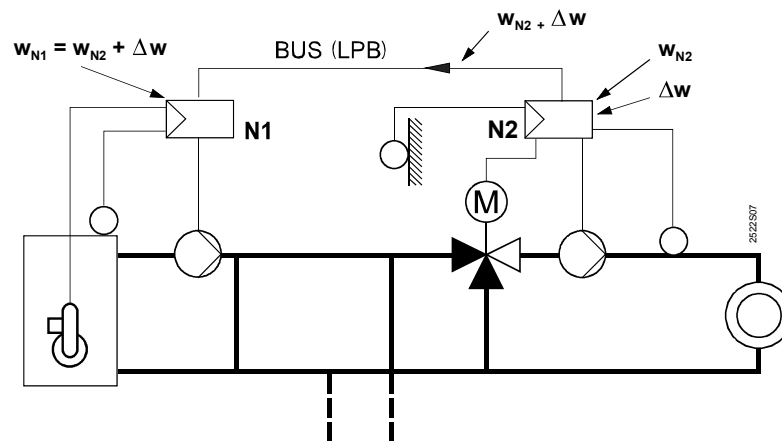 w_N2 + Δw
w_N1 = w_N2 + Δw
BUS (LPB)
w_N2
Δw
N1
N2
M
2522S07